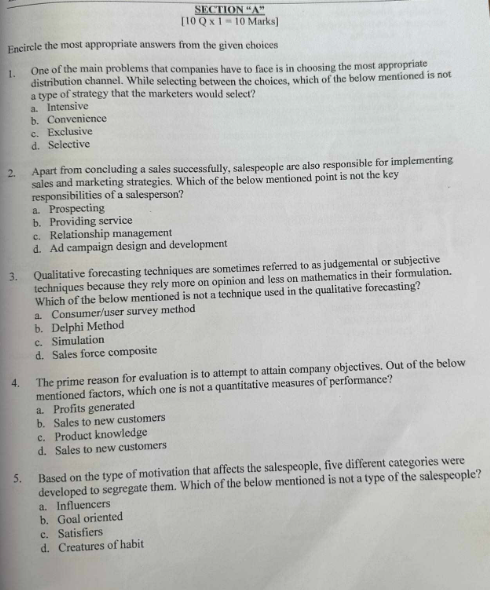 SECTION "A"
[10 Q x 1 = 10 Marks]
Encircle the most appropriate answers from the given choices
1. One of the main problems that companies have to face is in choosing the most appropriate
distribution channel. While selecting between the choices, which of the below mentioned is not
a type of strategy that the marketers would select?
a. Intensive
b. Convenience
c. Exclusive
d. Selective
2. Apart from concluding a sales successfully, salespeople are also responsible for implementing
sales and marketing strategies. Which of the below mentioned point is not the key
responsibilities of a salesperson?
a. Prospecting
b. Providing service
c. Relationship management
d. Ad campaign design and development
3. Qualitative forecasting techniques are sometimes referred to as judgemental or subjective
techniques because they rely more on opinion and less on mathematics in their formulation.
Which of the below mentioned is not a technique used in the qualitative forecasting?
a. Consumer/user survey method
b. Delphi Method
c. Simulation
d. Sales force composite
4. The prime reason for evaluation is to attempt to attain company objectives. Out of the below
mentioned factors, which one is not a quantitative measures of performance?
a. Profits generated
b. Sales to new customers
c. Product knowledge
d. Sales to new customers
5. Based on the type of motivation that affects the salespeople, five different categories were
developed to segregate them. Which of the below mentioned is not a type of the salespeople?
a. Influencers
b. Goal oriented
c. Satisfiers
d. Creatures of habit